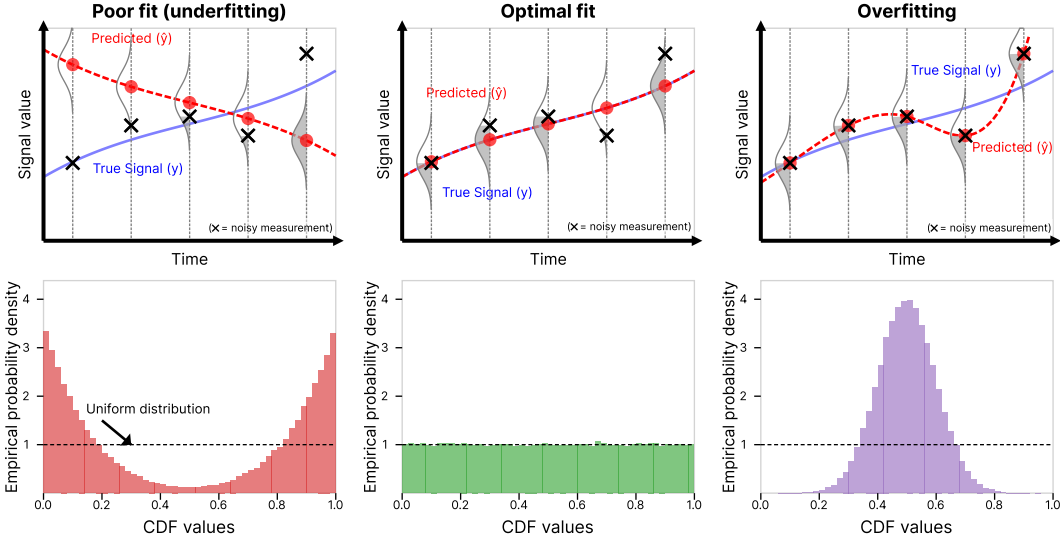 Poor fit (underfitting)
Optimal fit
Overfitting
Signal value
Predicted (ŷ)
True Signal (y)
(× = noisy measurement)
Time
Signal value
Predicted (ŷ)
True Signal (y)
(× = noisy measurement)
Time
Signal value
True Signal (y)
Predicted (ŷ)
(× = noisy measurement)
Time
Empirical probability density
4
3
2
1
Uniform distribution
0.0 0.2 0.4 0.6 0.8 1.0
CDF values
Empirical probability density
4
3
2
1
0.0 0.2 0.4 0.6 0.8 1.0
CDF values
Empirical probability density
4
3
2
1
0.0 0.2 0.4 0.6 0.8 1.0
CDF values